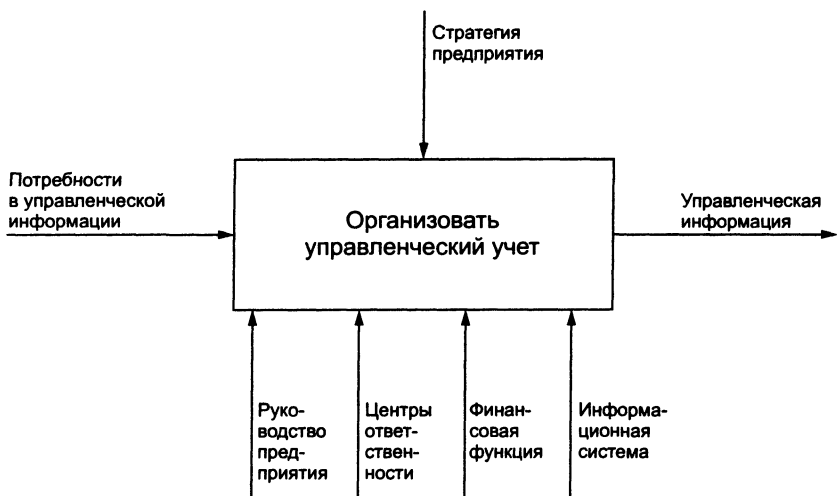 Стратегия
предприятия
Потребности
в управленческой
информации
Организовать
управленческий учет
Управленческая
информация
Руко-
водство
пред-
приятия
Центры
ответ-
ствен-
ности
Финан-
совая
функция
Информа-
ционная
система